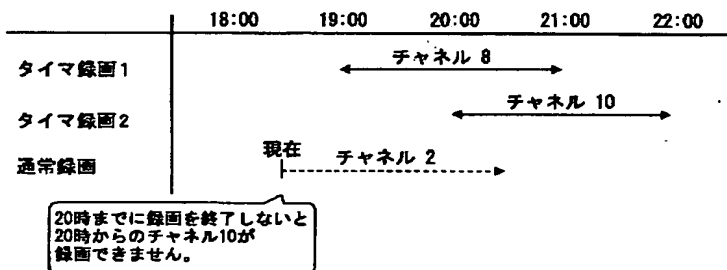 18:00 19:00 20:00 21:00 22:00
タイマ録画1 チャネル 8
タイマ録画2 チャネル 10
現在
通常録画 チャネル 2
20時までに録画を終了しないと
20時からのチャネル10が
録画できません。